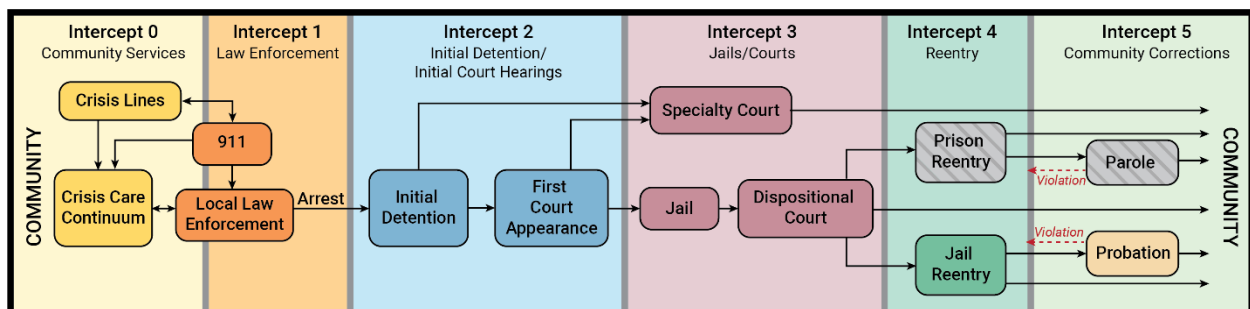 Intercept 0
Community Services
Intercept 1
Law Enforcement
Intercept 2
Initial Detention/
Initial Court Hearings
Intercept 3
Jails/Courts
Intercept 4
Reentry
Intercept 5
Community Corrections
COMMUNITY
Crisis Lines
911
Crisis Care
Continuum
Local Law
Enforcement
Arrest
Initial
Detention
First
Court
Appearance
Specialty Court
Jail
Dispositional
Court
Prison
Reentry
Violation
Parole
Jail
Reentry
Violation
Probation
COMMUNITY